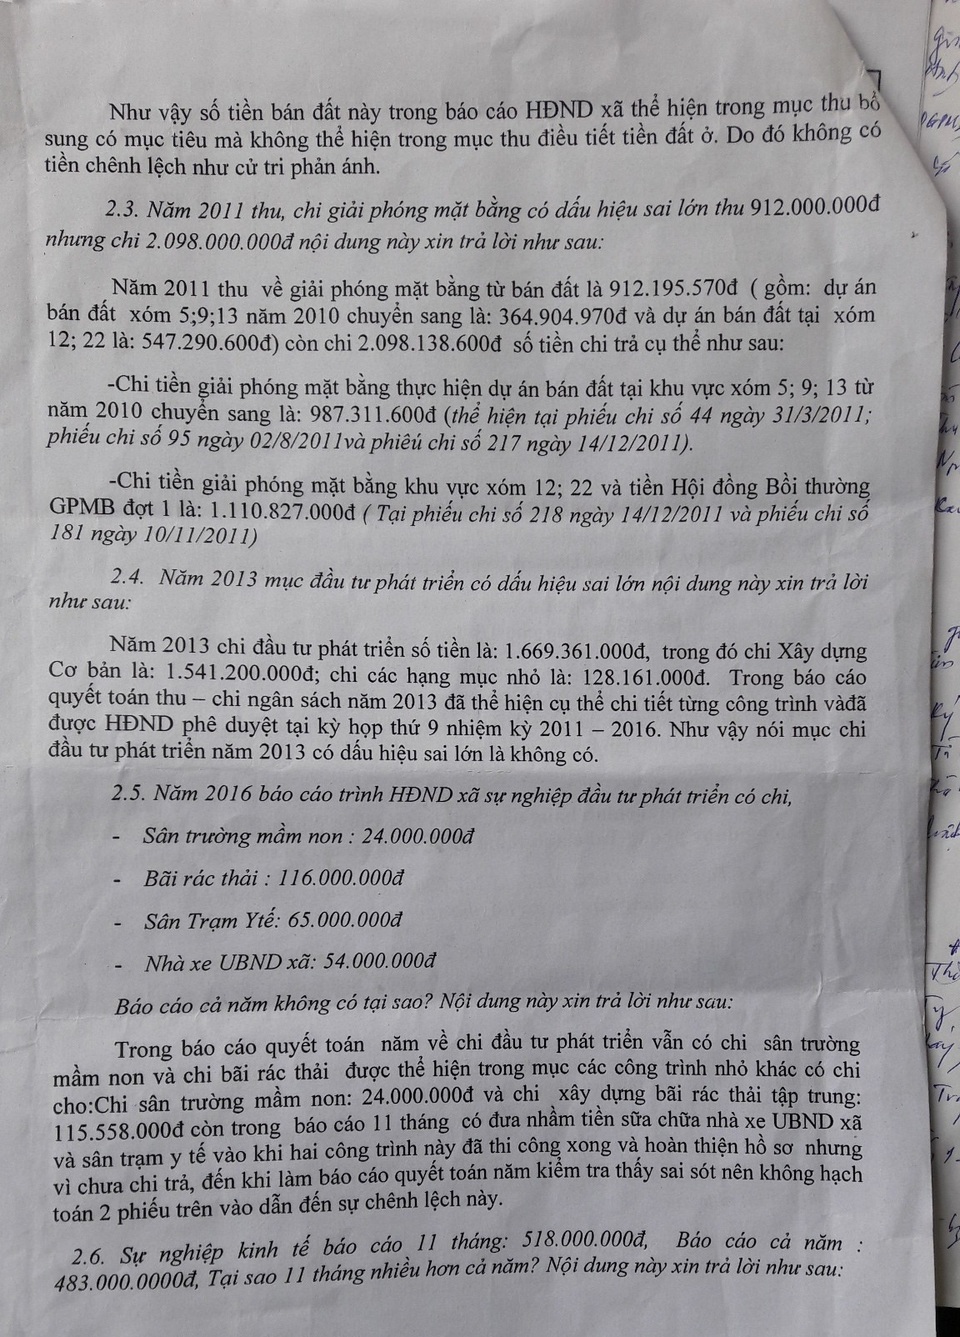 Như vậy số tiền bán đất này trong báo cáo HĐND xã thể hiện trong mục thu bổ
sung có mục tiêu mà không thể hiện trong mục thu điều tiết tiền đất ở. Do đó không có
tiền chênh lệch như cử tri phản ánh.
2.3. Năm 2011 thu, chi giải phóng mặt bằng có dấu hiệu sai lớn thu 912.000.000đ
nhưng chi 2.098.000.000đ nội dung này xin trả lời như sau:
Năm 2011 thu về giải phóng mặt bằng từ bán đất là 912.195.570đ ( gồm: dự án
bán đất xóm 5;9;13 năm 2010 chuyển sang là: 364.904.970đ và dự án bán đất tại xóm
12; 22 là: 547.290.600đ) còn chi 2.098.138.600đ số tiền chi trả cụ thể như sau:
-Chi tiền giải phóng mặt bằng thực hiện dự án bán đất tại khu vực xóm 5; 9; 13 từ
năm 2010 chuyển sang là: 987.311.600đ (thể hiện tại phiếu chi số 44 ngày 31/3/2011;
phiếu chi số 95 ngày 02/8/2011và phiêú chi số 217 ngày 14/12/2011).
-Chi tiền giải phóng mặt bằng khu vực xóm 12; 22 và tiền Hội đồng Bồi thường
GPMB đợt 1 là: 1.110.827.000đ ( Tại phiếu chi số 218 ngày 14/12/2011 và phiếu chi số
181 ngày 10/11/2011)
2.4. Năm 2013 mục đầu tư phát triển có dấu hiệu sai lớn nội dung này xin trả lời
như sau:
Năm 2013 chi đầu tư phát triển số tiền là: 1.669.361.000đ, trong đó chi Xây dựng
Cơ bản là: 1.541.200.000đ; chi các hạng mục nhỏ là: 128.161.000đ. Trong báo cáo
quyết toán thu – chi ngân sách năm 2013 đã thể hiện cụ thể chi tiết từng công trình vàđã
được HĐND phê duyệt tại kỳ họp thứ 9 nhiệm kỳ 2011 – 2016. Như vậy nói mục chi
đầu tư phát triển năm 2013 có dấu hiệu sai lớn là không có.
2.5. Năm 2016 báo cáo trình HĐND xã sự nghiệp đầu tư phát triển có chi,
- Sân trường mầm non : 24.000.000đ
- Bãi rác thải : 116.000.000đ
- Sân Trạm Ytế: 65.000.000đ
- Nhà xe UBND xã: 54.000.000đ
Báo cáo cả năm không có tại sao? Nội dung này xin trả lời như sau:
Trong báo cáo quyết toán năm về chi đầu tư phát triển vẫn có chi sân trường
mầm non và chi bãi rác thải được thể hiện trong mục các công trình nhỏ khác có chi
cho:Chi sân trường mầm non: 24.000.000đ và chi xây dựng bãi rác thải tập trung:
115.558.000đ còn trong báo cáo 11 tháng có đưa nhầm tiền sữa chữa nhà xe UBND xã
và sân trạm y tế vào khi hai công trình này đã thi công xong và hoàn thiện hồ sơ nhưng
vì chưa chi trả, đến khi làm báo cáo quyết toán năm kiểm tra thấy sai sót nên không hạch
toán 2 phiếu trên vào dẫn đến sự chênh lệch này.
2.6. Sự nghiệp kinh tế báo cáo 11 tháng: 518.000.000đ, Báo cáo cả năm :
483.000.0000đ, Tại sao 11 tháng nhiều hơn cả năm? Nội dung này xin trả lời như sau: